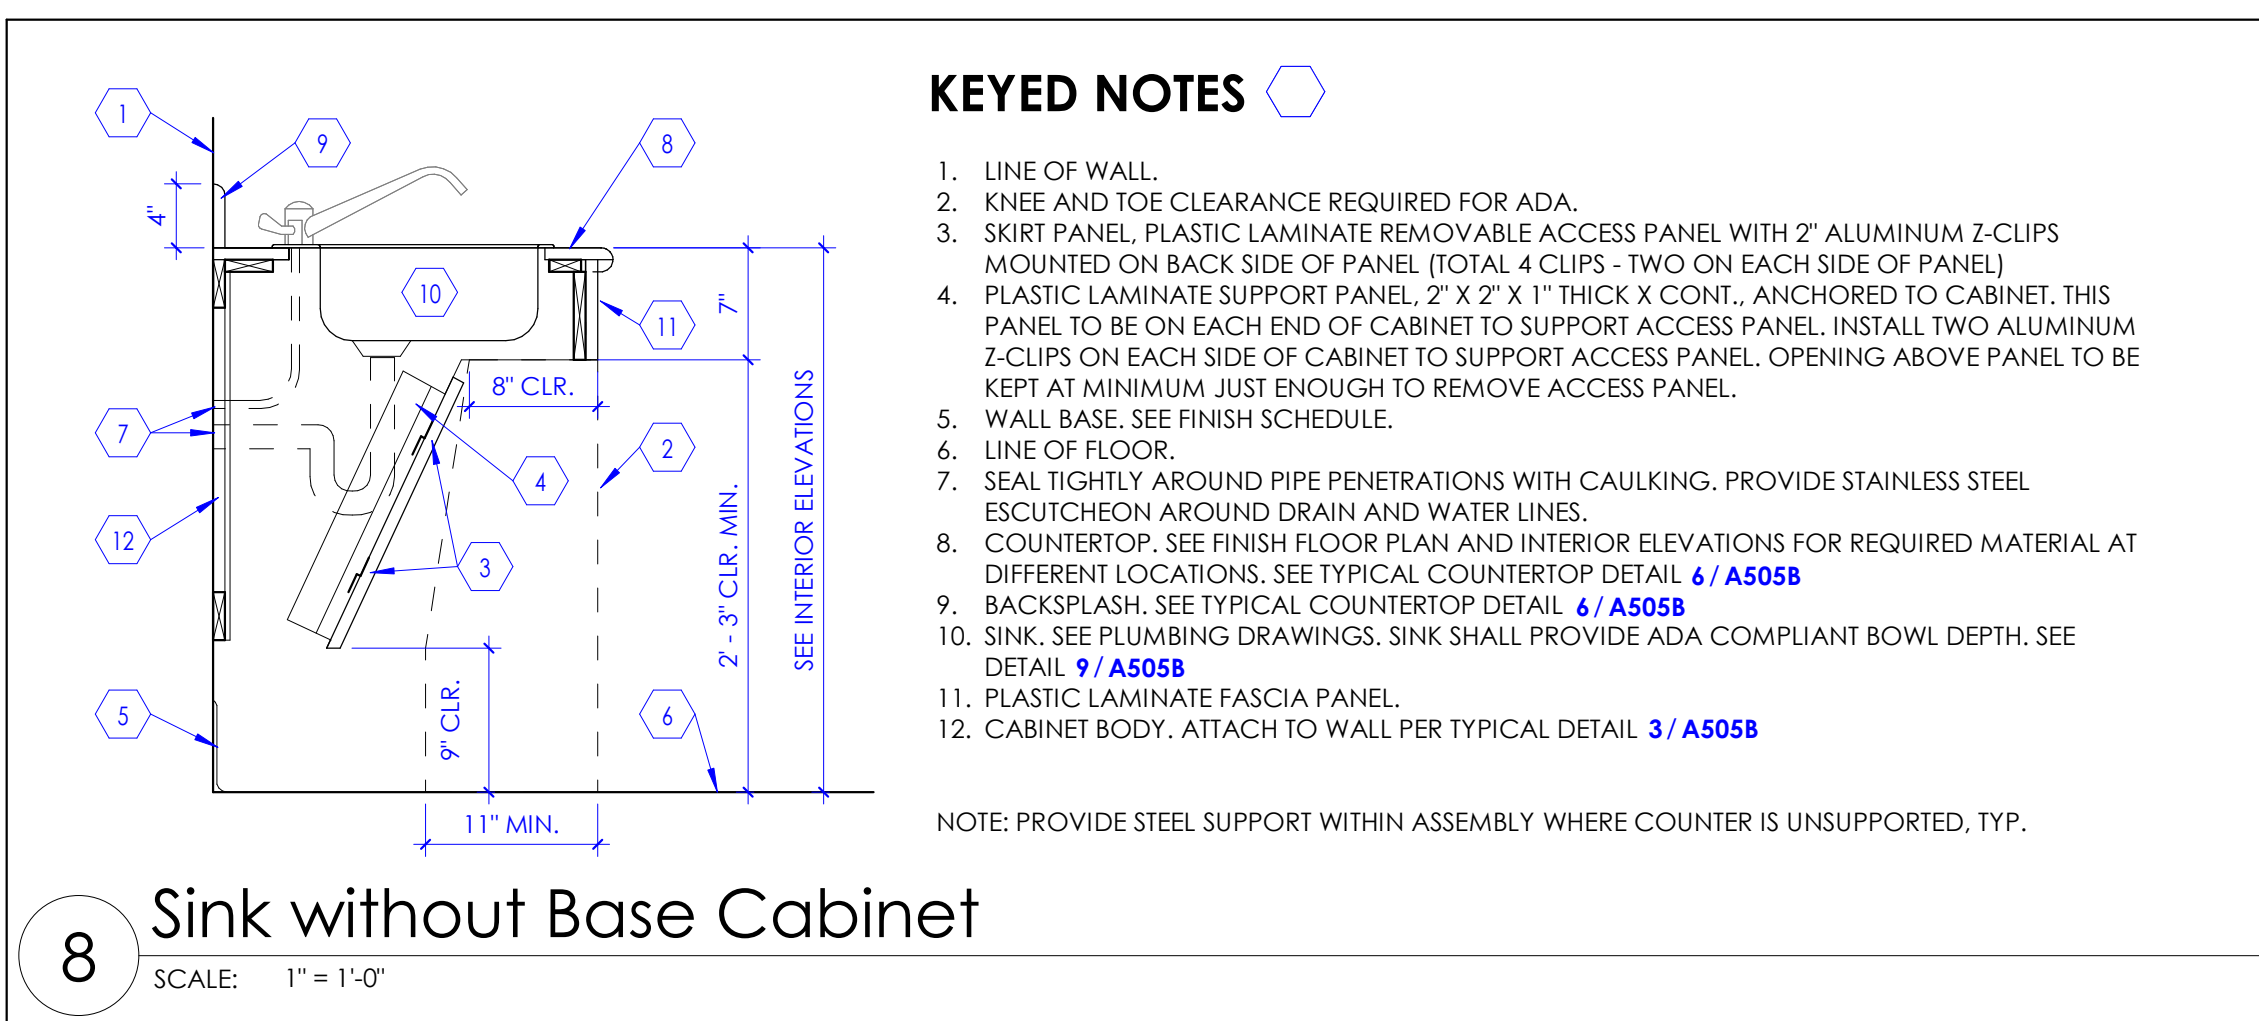 KEYED NOTES
1. LINE OF WALL.
2. KNEE AND TOE CLEARANCE REQUIRED FOR ADA.
3. SKIRT PANEL, PLASTIC LAMINATE REMOVABLE ACCESS PANEL WITH 2" ALUMINUM Z-CLIPS
MOUNTED ON BACK SIDE OF PANEL (TOTAL 4 CLIPS - TWO ON EACH SIDE OF PANEL)
4. PLASTIC LAMINATE SUPPORT PANEL, 2" X 2" X 1" THICK X CONT., ANCHORED TO CABINET. THIS
PANEL TO BE ON EACH END OF CABINET TO SUPPORT ACCESS PANEL. INSTALL TWO ALUMINUM
Z-CLIPS ON EACH SIDE OF CABINET TO SUPPORT ACCESS PANEL. OPENING ABOVE PANEL TO BE
KEPT AT MINIMUM JUST ENOUGH TO REMOVE ACCESS PANEL.
5. WALL BASE. SEE FINISH SCHEDULE.
6. LINE OF FLOOR.
7. SEAL TIGHTLY AROUND PIPE PENETRATIONS WITH CAULKING. PROVIDE STAINLESS STEEL
ESCUTCHEON AROUND DRAIN AND WATER LINES.
8. COUNTERTOP. SEE FINISH FLOOR PLAN AND INTERIOR ELEVATIONS FOR REQUIRED MATERIAL AT
DIFFERENT LOCATIONS. SEE TYPICAL COUNTERTOP DETAIL 6 / A505B
9. BACKSPLASH. SEE TYPICAL COUNTERTOP DETAIL 6 / A505B
10. SINK. SEE PLUMBING DRAWINGS. SINK SHALL PROVIDE ADA COMPLIANT BOWL DEPTH. SEE
DETAIL 9 / A505B
11. PLASTIC LAMINATE FASCIA PANEL.
12. CABINET BODY. ATTACH TO WALL PER TYPICAL DETAIL 3 / A505B
NOTE: PROVIDE STEEL SUPPORT WITHIN ASSEMBLY WHERE COUNTER IS UNSUPPORTED, TYP.
1
9
8
4"
10
7"
11
8" CLR.
7
2
4
12
3
2' - 3" CLR. MIN.
SEE INTERIOR ELEVATIONS
5
9" CLR.
6
11" MIN.
8
Sink without Base Cabinet
SCALE: 1" = 1'-0"